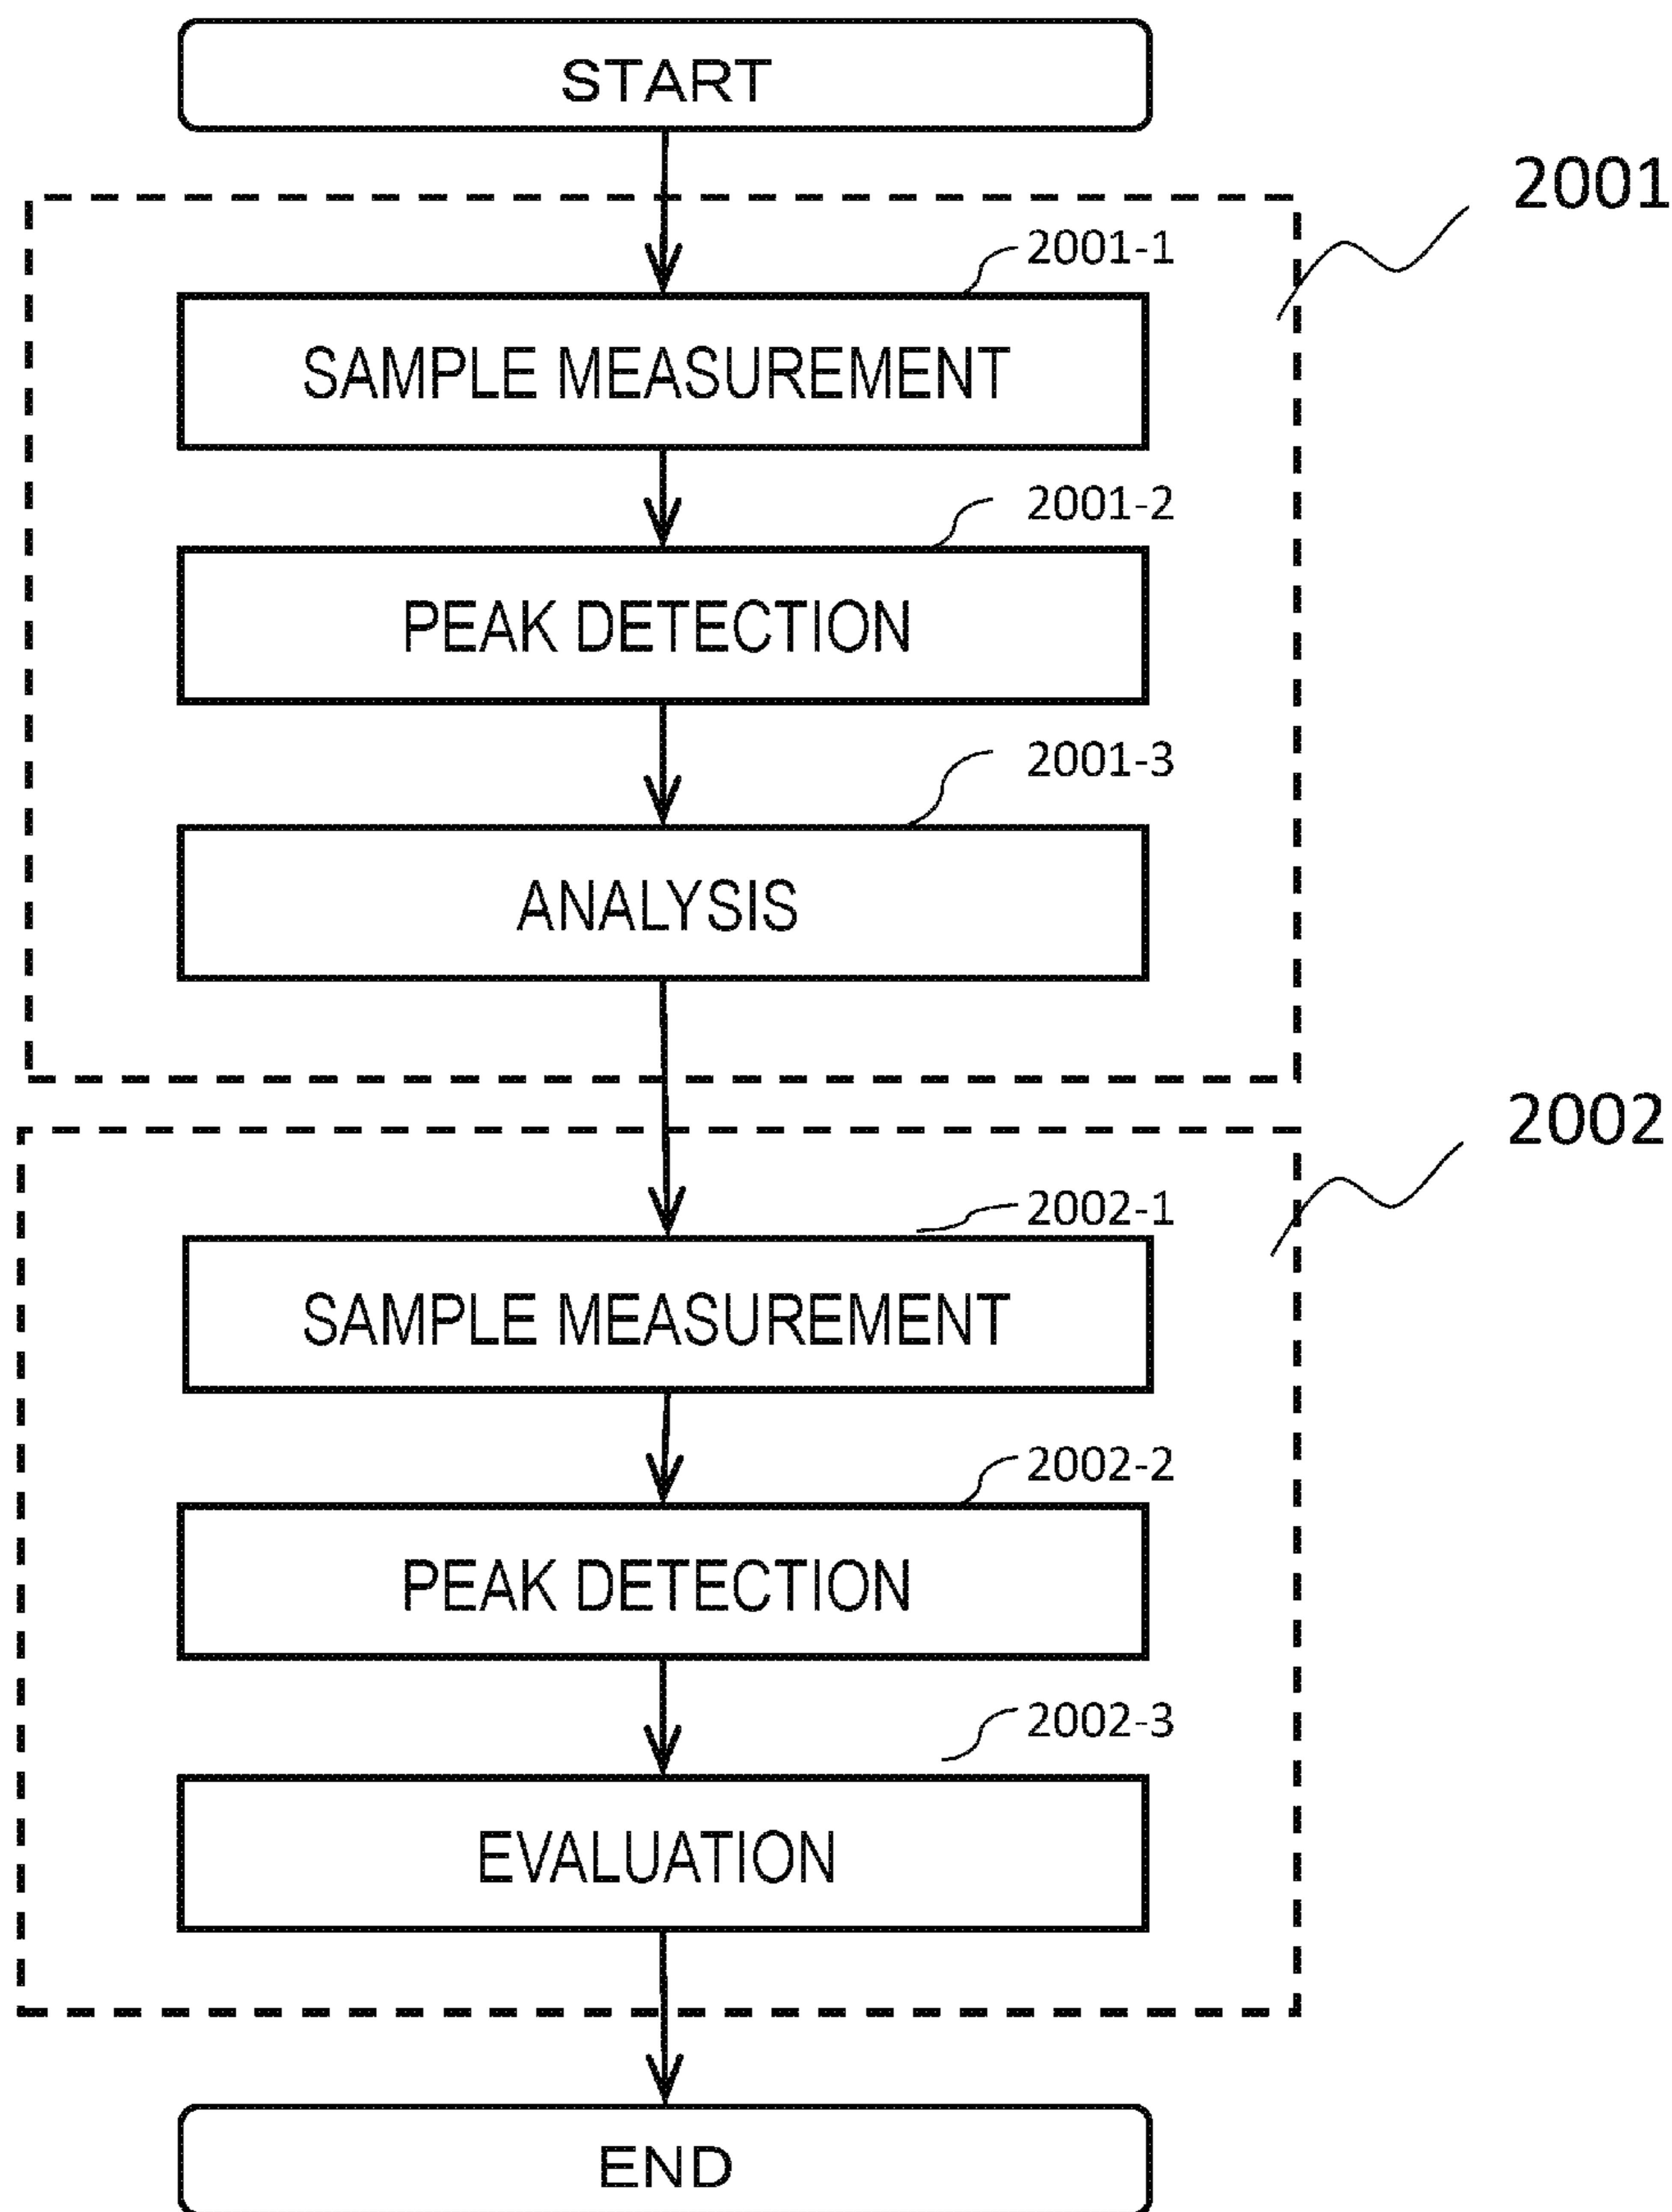 START
2001
2001-1
SAMPLE MEASUREMENT
2001-2
PEAK DETECTION
2001-3
ANALYSIS
2002
2002-1
SAMPLE MEASUREMENT
2002-2
PEAK DETECTION
2002-3
EVALUATION
END